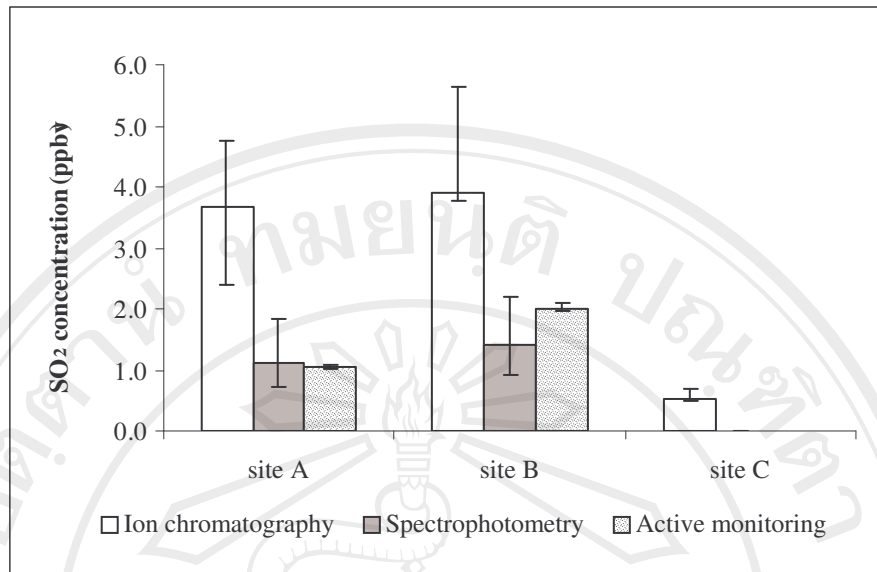 SO2 concentration (ppbv)
6.0
5.0
4.0
3.0
2.0
1.0
0.0
site A
site B
site C
Ion chromatography
Spectrophotometry
Active monitoring